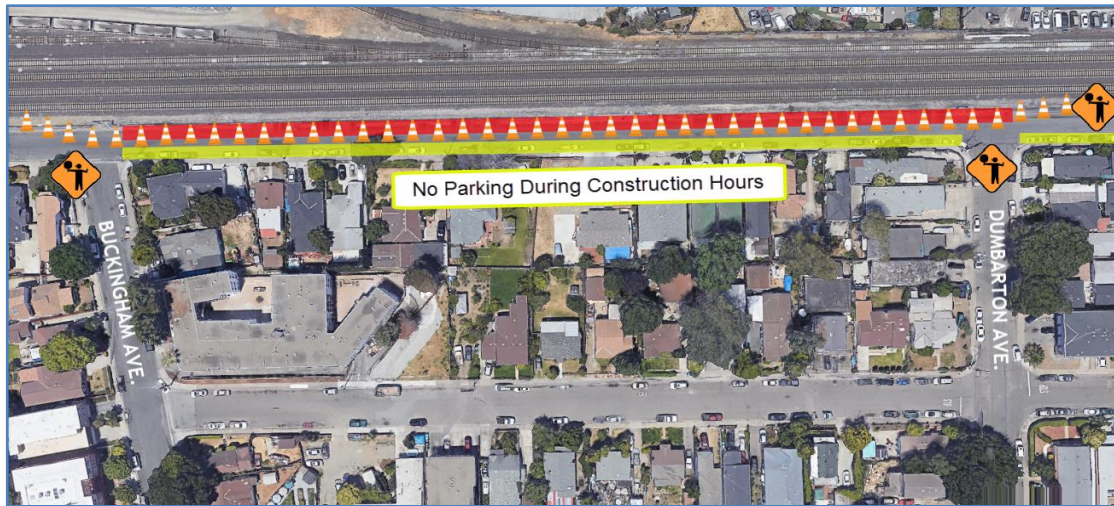 No Parking During Construction Hours
BUCKINGHAM AVE.
DUMBARTON AVE.